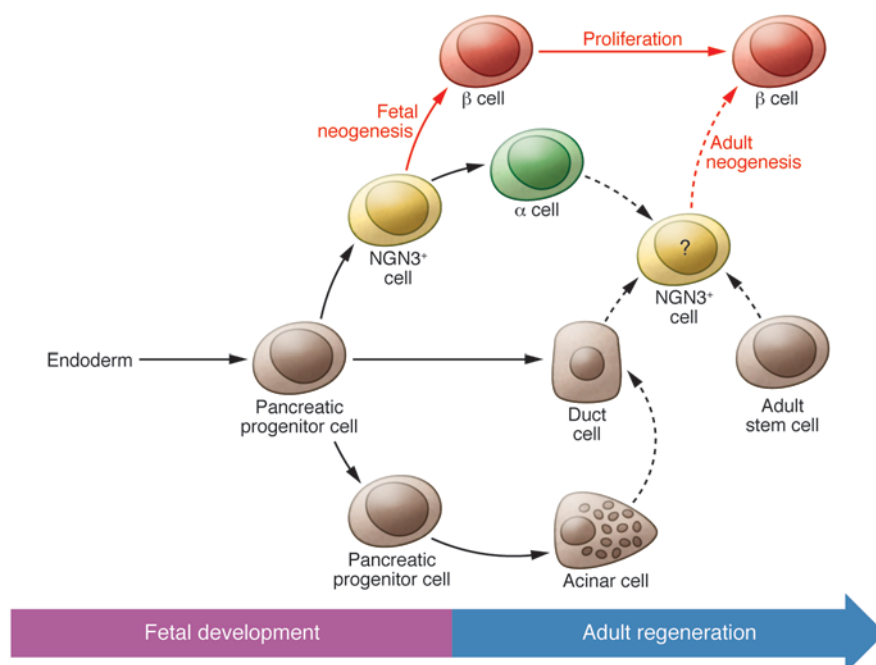 Proliferation
β cell
β cell
Fetal
neogenesis
Adult
neogenesis
α cell
?
NGN3⁺
cell
NGN3⁺
cell
Endoderm
Pancreatic
progenitor cell
Duct
cell
Adult
stem cell
Pancreatic
progenitor cell
Acinar cell
Fetal development
Adult regeneration